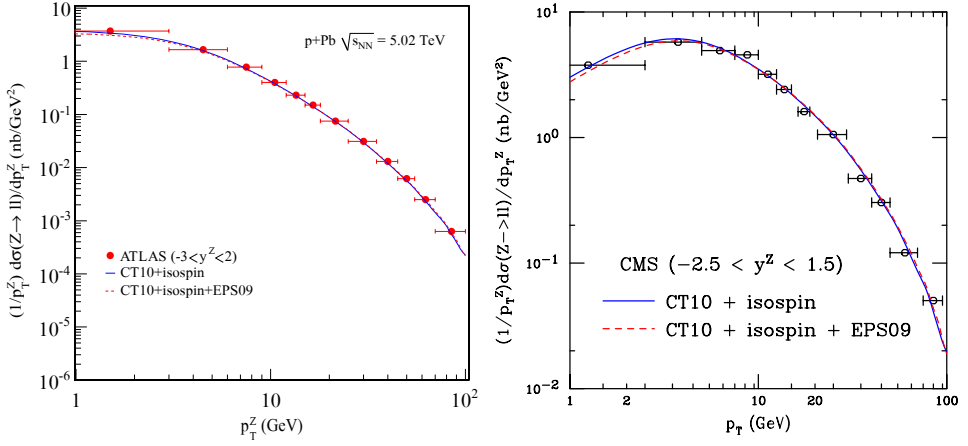 (1/p_T^Z) dσ(Z→ ll)/dp_T^Z (nb/GeV²)
10
1
10⁻¹
10⁻²
10⁻³
10⁻⁴
10⁻⁵
10⁻⁶
p+Pb √s_NN = 5.02 TeV
ATLAS (-3<y^Z<2)
CT10+isospin
CT10+isospin+EPS09
1
10
10²
p_T^Z (GeV)
(1/p_T^Z)dσ(Z−>ll)/dp_T^Z (nb/GeV²)
10¹
10⁰
10⁻¹
10⁻²
CMS (−2.5 < y^Z < 1.5)
CT10 + isospin
CT10 + isospin + EPS09
1
2
10
20
100
p_T (GeV)